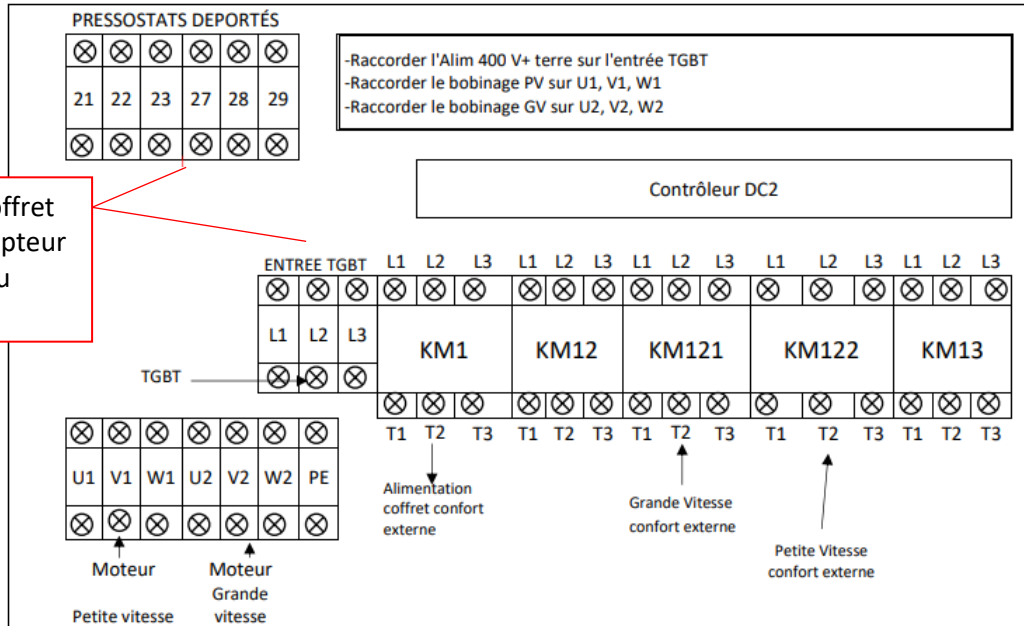 PRESSOSTATS DEPORTÉS
21 22 23 27 28 29
-Raccorder l'Alim 400 V+ terre sur l'entrée TGBT
-Raccorder le bobinage PV sur U1, V1, W1
-Raccorder le bobinage GV sur U2, V2, W2
Contrôleur DC2
offret
pteur
u
ENTREE TGBT L1 L2 L3 L1 L2 L3 L1 L2 L3 L1 L2 L3 L1 L2 L3
L1 L2 L3 KM1 KM12 KM121 KM122 KM13
TGBT
T1 T2 T3 T1 T2 T3 T1 T2 T3 T1 T2 T3 T1 T2 T3
U1 V1 W1 U2 V2 W2 PE
Alimentation
coffret confort
externe
Grande Vitesse
confort externe
Petite Vitesse
confort externe
Moteur
Petite vitesse
Moteur
Grande
vitesse